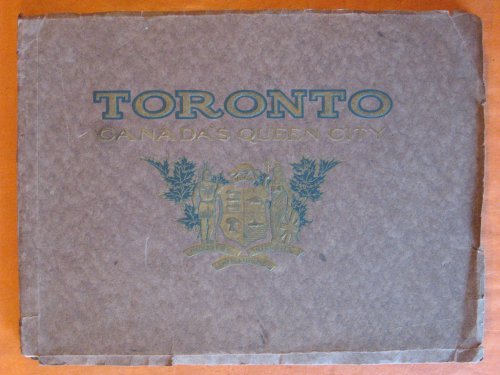 TORONTO
CANADA'S QUEEN CITY